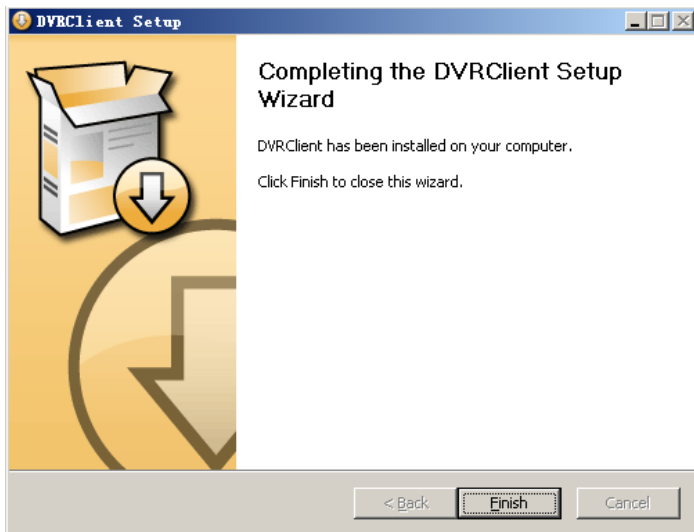 DVRClient Setup
Completing the DVRClient Setup
Wizard
DVRClient has been installed on your computer.
Click Finish to close this wizard.
< Back
Finish
Cancel